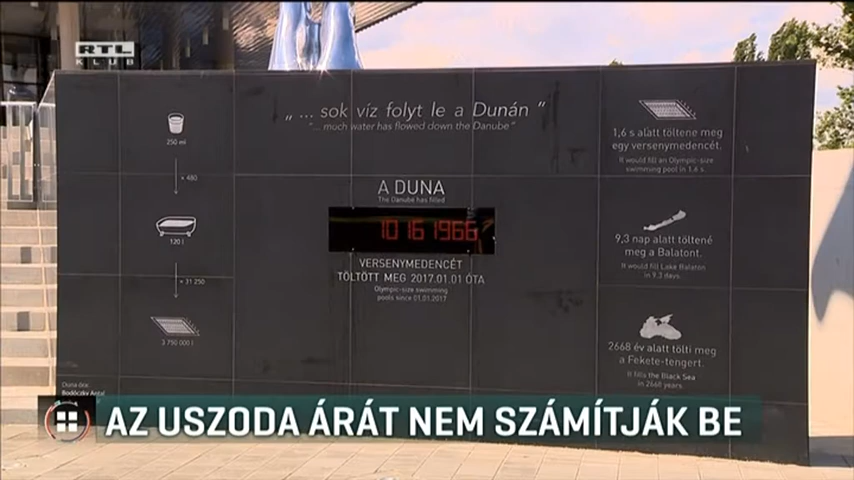 RTL
KLUB
„ ... sok víz folyt le a Dunán ”
“... much water has flowed down the Danube”
250 ml
× 480
120 l
× 31 250
3 750 000 l
A DUNA
The Danube has filled
10 161966
VERSENYMEDENCÉT
TÖLTÖTT MEG 2017.01.01 ÓTA
Olympic-size swimming
pools since 01.01.2017
1,6 s alatt töltene meg
egy versenymedencét.
It would fill an Olympic-size
swimming pool in 1.6 s.
9,3 nap alatt töltené
meg a Balatont.
It would fill Lake Balaton
in 9.3 days.
2668 év alatt tölti meg
a Fekete-tengert.
It fills the Black Sea
in 2668 years.
Duna óra:
Bodóczky Antal
AZ USZODA ÁRÁT NEM SZÁMÍTJÁK BE